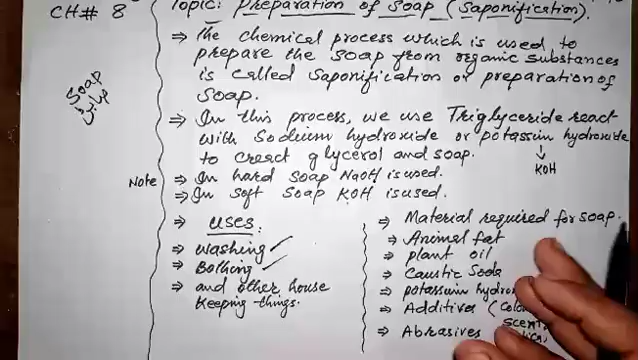 CH# 8
Topic: Preparation of Soap (Saponification).
⇒ The chemical process which is used to
prepare the soap from organic substances
is called Saponification or preparation of
Soap.
Soap
صابن
⇒ In this process, we use Triglyceride react
with Sodium hydroxide or potassium hydroxide
to creact glycerol and soap.
↓
KOH
Note ⇒ In hard Soap NaOH is used.
⇒ In Soft Soap KOH is used.
⇒ uses
⇒ washing ✓
⇒ Bathing ✓
⇒ and other house
keeping things.
⇒ Material required for soap.
⇒ Animal fat
⇒ plant oil
⇒ Caustic Soda
⇒ potassium
⇒ Additives
⇒ Abrasives